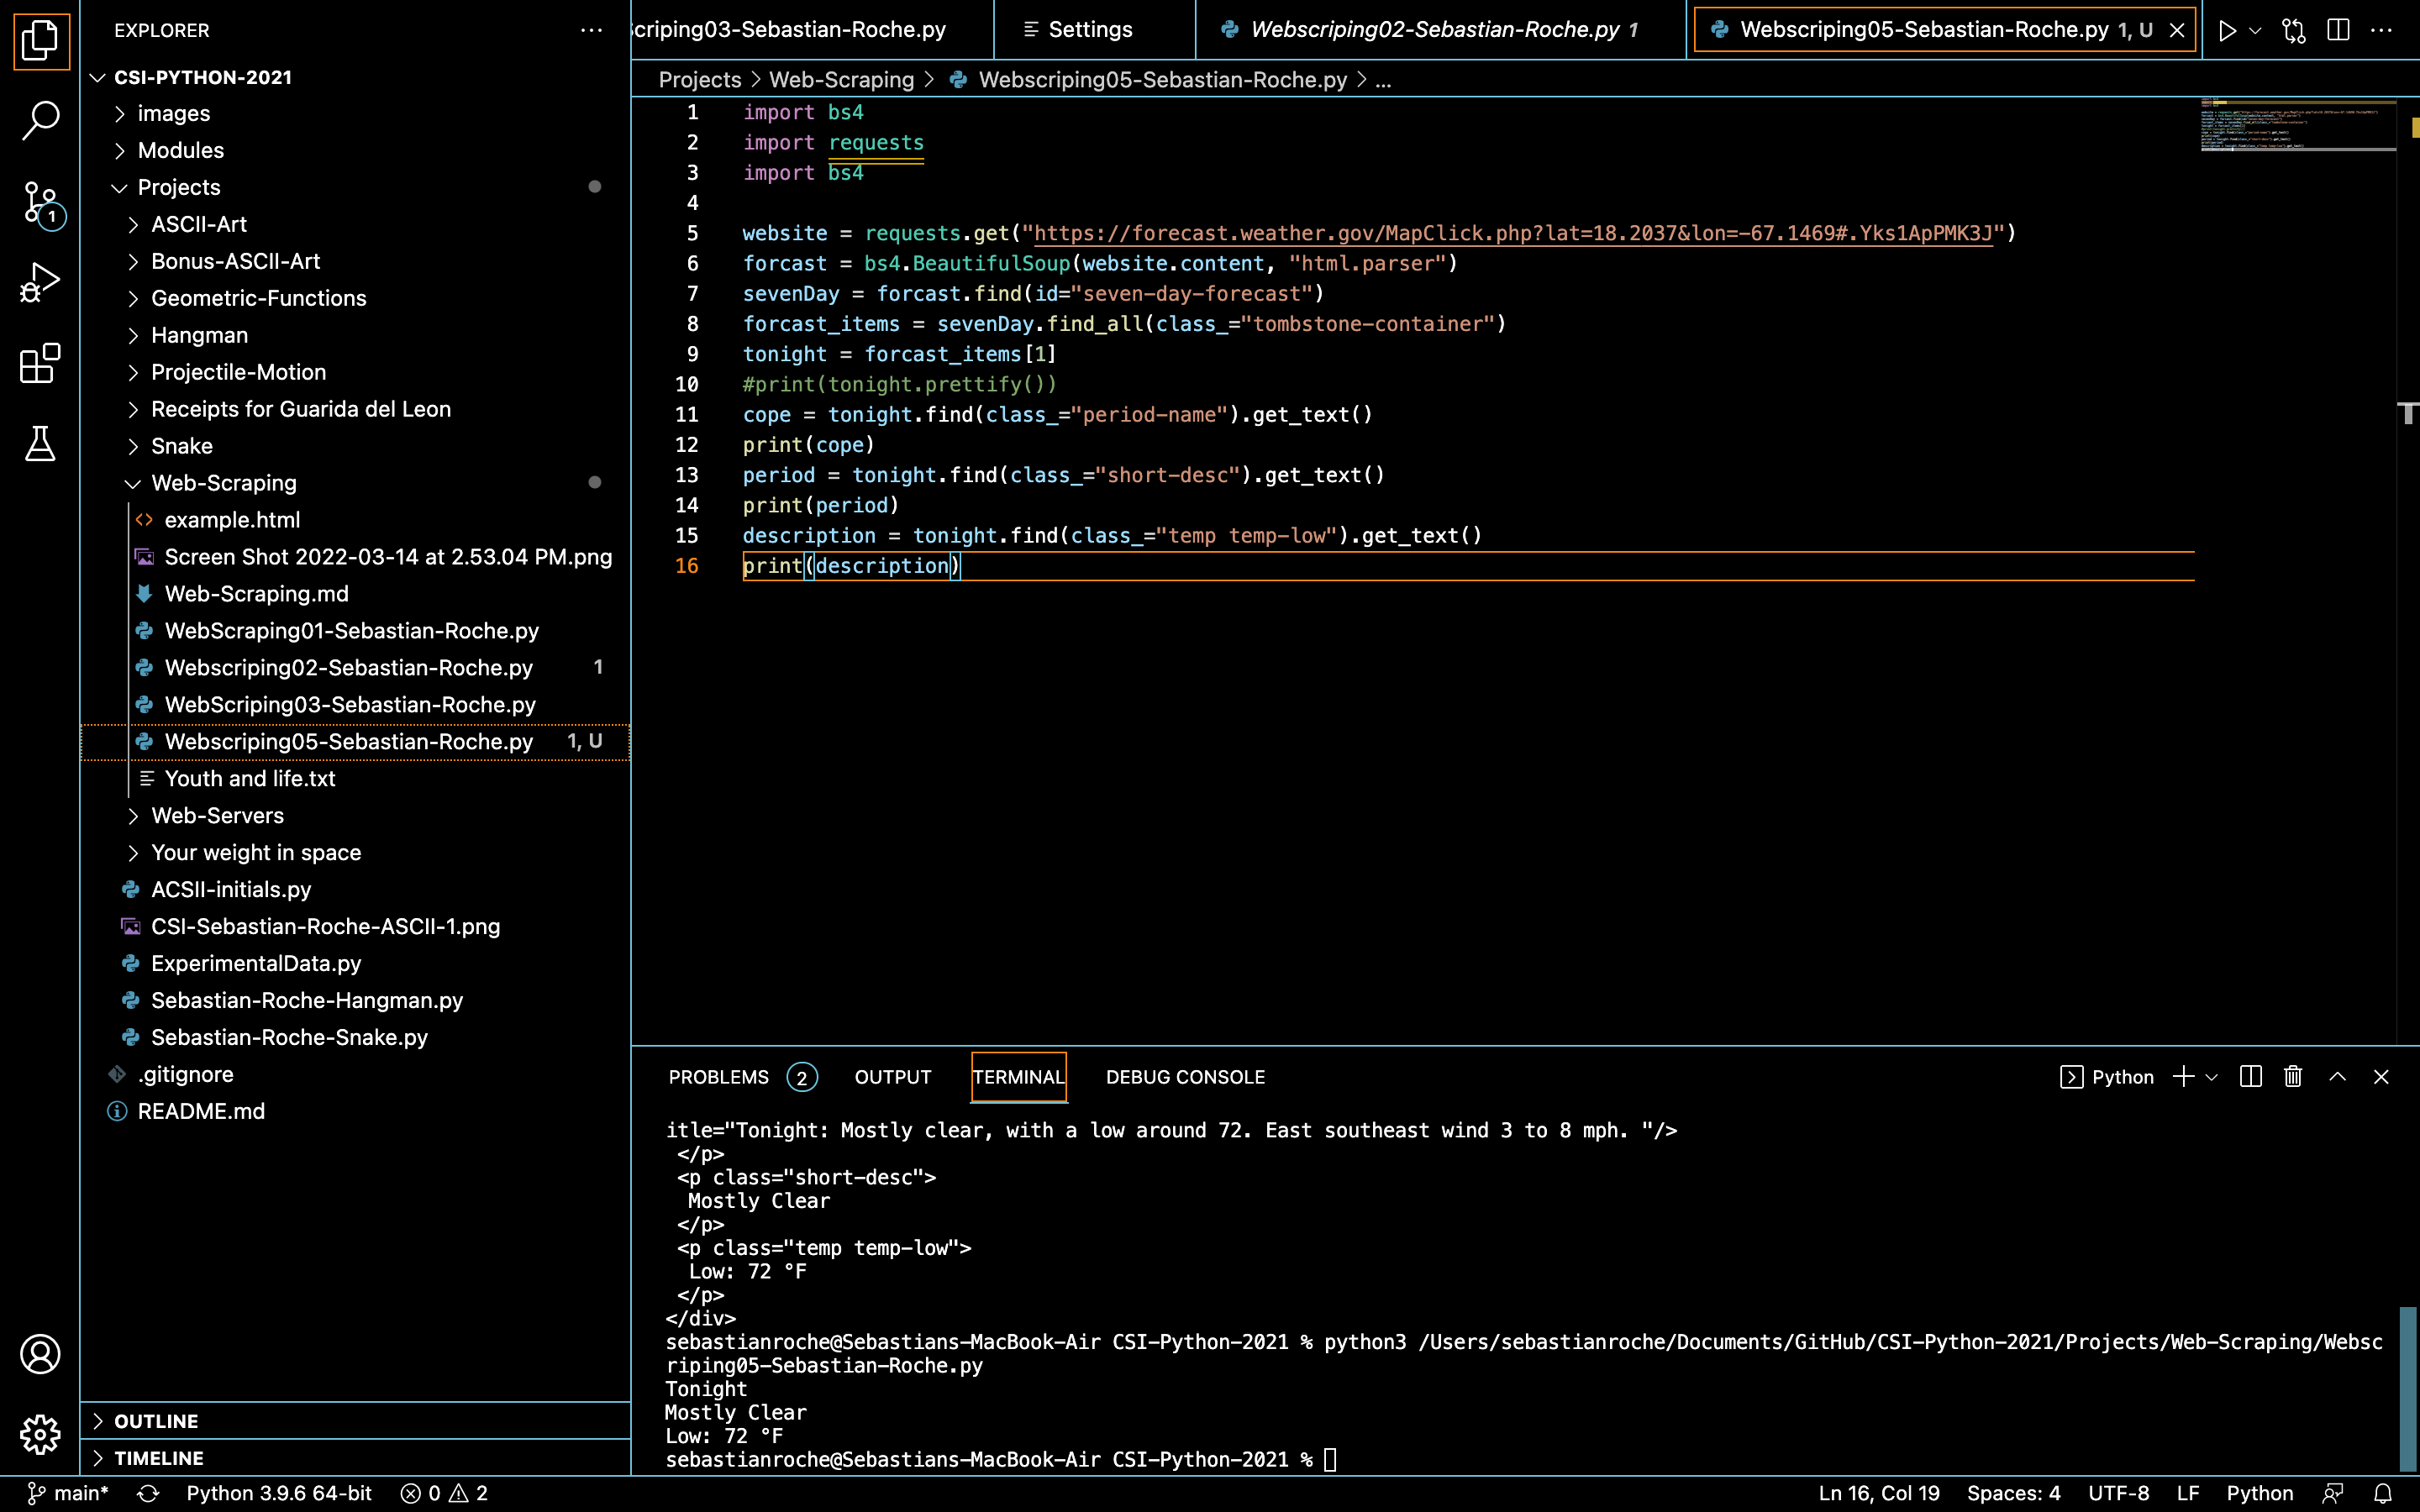 EXPLORER
CSI-PYTHON-2021
images
Modules
Projects
ASCII-Art
Bonus-ASCII-Art
Geometric-Functions
Hangman
Projectile-Motion
Receipts for Guarida del Leon
Snake
Web-Scraping
example.html
Screen Shot 2022-03-14 at 2.53.04 PM.png
Web-Scraping.md
WebScraping01-Sebastian-Roche.py
Webscriping02-Sebastian-Roche.py 1
WebScriping03-Sebastian-Roche.py
Webscriping05-Sebastian-Roche.py 1, U
Youth and life.txt
Web-Servers
Your weight in space
ACSII-initials.py
CSI-Sebastian-Roche-ASCII-1.png
ExperimentalData.py
Sebastian-Roche-Hangman.py
Sebastian-Roche-Snake.py
.gitignore
README.md
OUTLINE
TIMELINE
1
criping03-Sebastian-Roche.py Settings Webscriping02-Sebastian-Roche.py 1 Webscriping05-Sebastian-Roche.py 1, U
Projects > Web-Scraping > Webscriping05-Sebastian-Roche.py > ...
1 import bs4
2 import requests
3 import bs4
4
5 website = requests.get("https://forecast.weather.gov/MapClick.php?lat=18.2037&lon=-67.1469#.Yks1ApPMK3J")
6 forcast = bs4.BeautifulSoup(website.content, "html.parser")
7 sevenDay = forcast.find(id="seven-day-forecast")
8 forcast_items = sevenDay.find_all(class_="tombstone-container")
9 tonight = forcast_items[1]
10 #print(tonight.prettify())
11 cope = tonight.find(class_="period-name").get_text()
12 print(cope)
13 period = tonight.find(class_="short-desc").get_text()
14 print(period)
15 description = tonight.find(class_="temp temp-low").get_text()
16 print(description)
PROBLEMS 2 OUTPUT TERMINAL DEBUG CONSOLE Python
itle="Tonight: Mostly clear, with a low around 72. East southeast wind 3 to 8 mph. "/>
</p>
<p class="short-desc">
Mostly Clear
</p>
<p class="temp temp-low">
Low: 72 °F
</p>
</div>
sebastianroche@Sebastians-MacBook-Air CSI-Python-2021 % python3 /Users/sebastianroche/Documents/GitHub/CSI-Python-2021/Projects/Web-Scraping/Websc
riping05-Sebastian-Roche.py
Tonight
Mostly Clear
Low: 72 °F
sebastianroche@Sebastians-MacBook-Air CSI-Python-2021 %
main* Python 3.9.6 64-bit 0 2 Ln 16, Col 19 Spaces: 4 UTF-8 LF Python